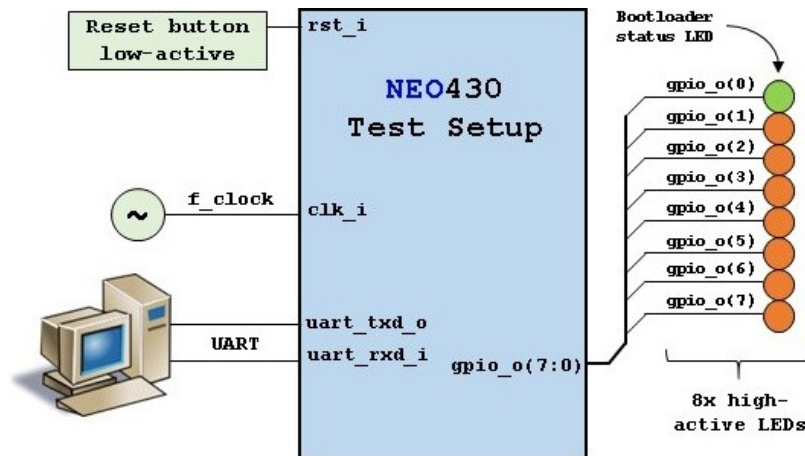 Reset button
low-active
rst_i
NEO430
Test Setup
f_clock
~
clk_i
uart_txd_o
UART
uart_rxd_i
gpio_o(7:0)
Bootloader
status LED
gpio_o(0)
gpio_o(1)
gpio_o(2)
gpio_o(3)
gpio_o(4)
gpio_o(5)
gpio_o(6)
gpio_o(7)
8x high-
active LEDs